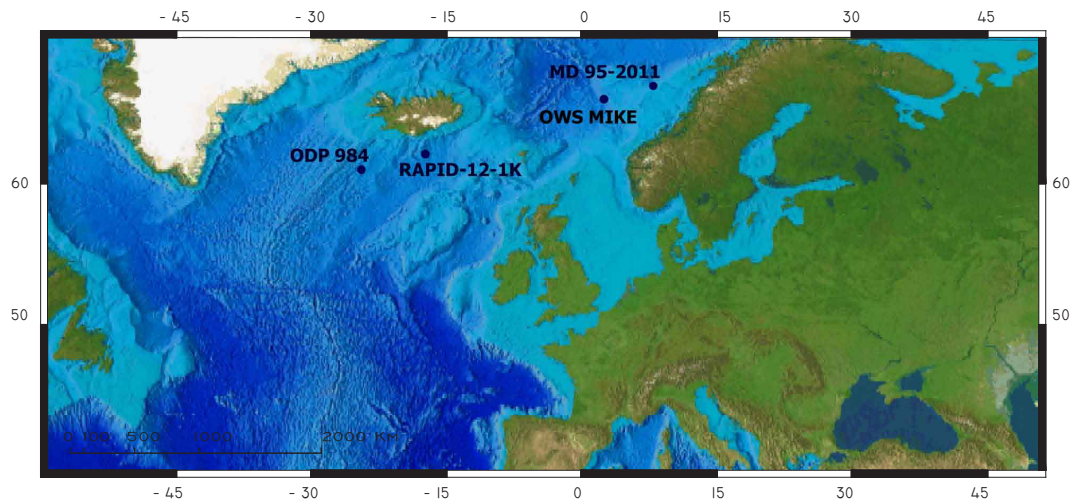 - 45 - 30 - 15 0 15 30 45
MD 95-2011
OWS MIKE
ODP 984
RAPID-12-1K
60 60
50 50
0 100 500 1000 2000 KM
- 45 - 30 - 15 0 15 30 45